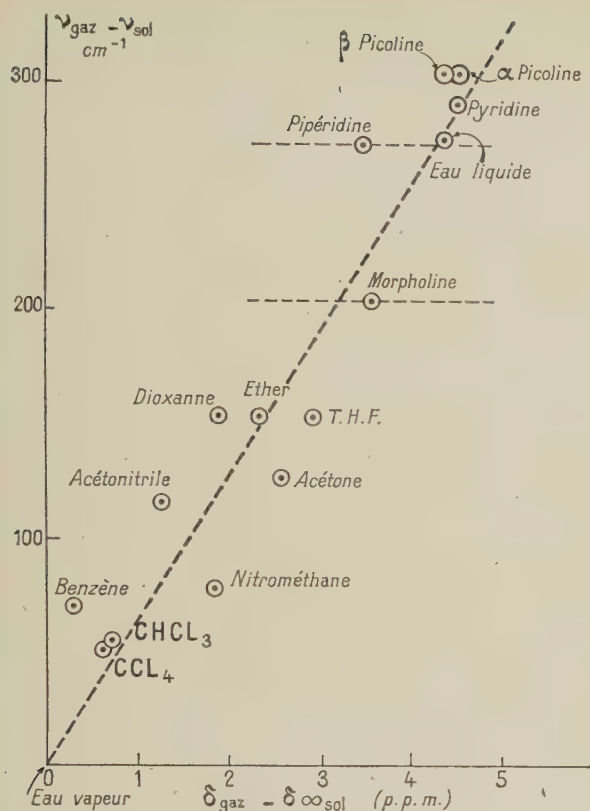 ν gaz - ν sol
cm⁻¹
β Picoline
300
α Picoline
Pyridine
Pipéridine
Eau liquide
200
Morpholine
Dioxanne
Ether
T. H. F.
Acétonitrile
Acétone
100
Benzène
Nitrométhane
CHCL₃
CCL₄
0 1 2 3 4 5
Eau vapeur
δ gaz - δ ∞ sol (p.p.m.)